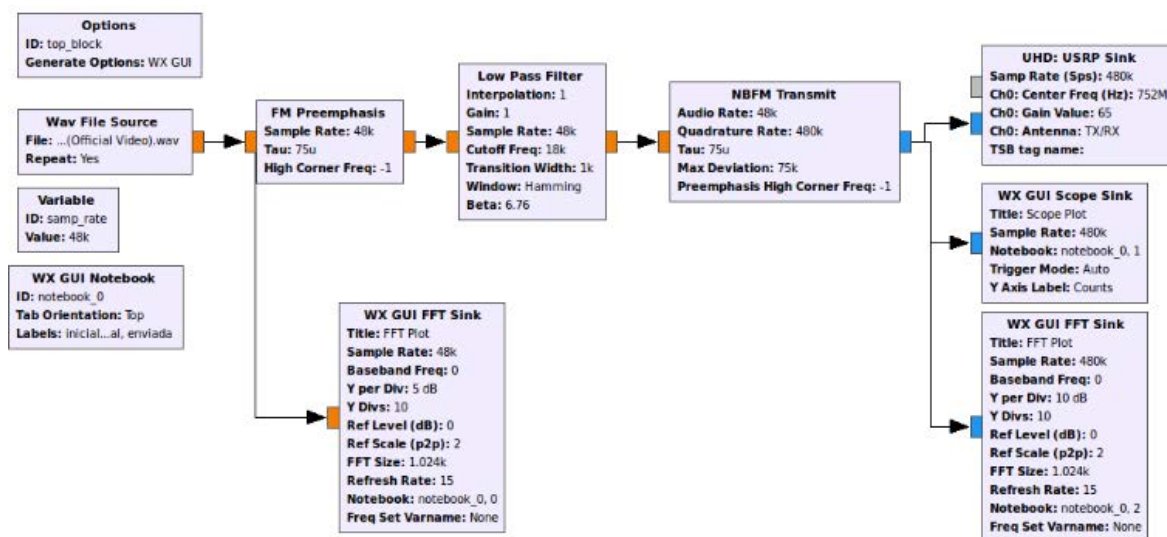 Options
ID: top_block
Generate Options: WX GUI
Wav File Source
File: ...(Official Video).wav
Repeat: Yes
Variable
ID: samp_rate
Value: 48k
WX GUI Notebook
ID: notebook_0
Tab Orientation: Top
Labels: inicial...al, enviada
FM Preemphasis
Sample Rate: 48k
Tau: 75u
High Corner Freq: -1
WX GUI FFT Sink
Title: FFT Plot
Sample Rate: 48k
Baseband Freq: 0
Y per Div: 5 dB
Y Divs: 10
Ref Level (dB): 0
Ref Scale (p2p): 2
FFT Size: 1.024k
Refresh Rate: 15
Notebook: notebook_0, 0
Freq Set Varname: None
Low Pass Filter
Interpolation: 1
Gain: 1
Sample Rate: 48k
Cutoff Freq: 18k
Transition Width: 1k
Window: Hamming
Beta: 6.76
NBFM Transmit
Audio Rate: 48k
Quadrature Rate: 480k
Tau: 75u
Max Deviation: 75k
Preemphasis High Corner Freq: -1
UHD: USRP Sink
Samp Rate (Sps): 480k
Ch0: Center Freq (Hz): 752M
Ch0: Gain Value: 65
Ch0: Antenna: TX/RX
TSB tag name:
WX GUI Scope Sink
Title: Scope Plot
Sample Rate: 480k
Notebook: notebook_0, 1
Trigger Mode: Auto
Y Axis Label: Counts
WX GUI FFT Sink
Title: FFT Plot
Sample Rate: 480k
Baseband Freq: 0
Y per Div: 10 dB
Y Divs: 10
Ref Level (dB): 0
Ref Scale (p2p): 2
FFT Size: 1.024k
Refresh Rate: 15
Notebook: notebook_0, 2
Freq Set Varname: None